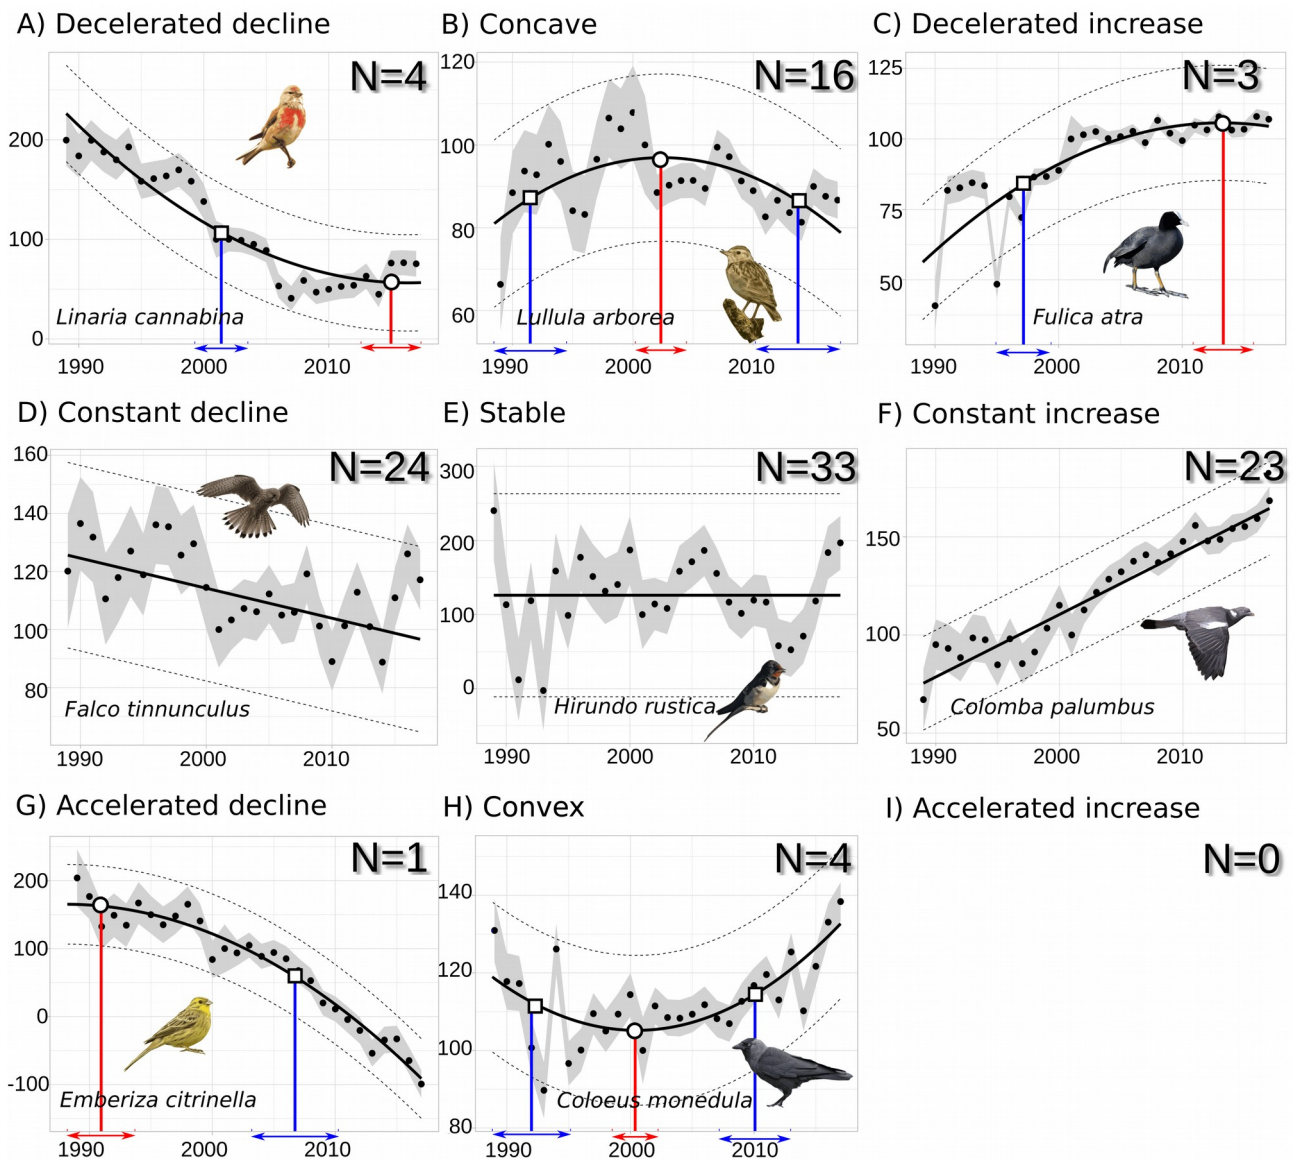 A) Decelerated decline
B) Concave
C) Decelerated increase
N=4
N=16
N=3
200
100
0
120
100
80
60
125
100
75
50
Linaria cannabina
Lullula arborea
Fulica atra
1990 2000 2010
1990 2000 2010
1990 2000 2010
D) Constant decline
E) Stable
F) Constant increase
N=24
N=33
N=23
160
140
120
100
80
300
200
100
0
150
100
50
Falco tinnunculus
Hirundo rustica
Colomba palumbus
1990 2000 2010
1990 2000 2010
1990 2000 2010
G) Accelerated decline
H) Convex
I) Accelerated increase
N=1
N=4
N=0
200
100
0
-100
140
120
100
80
Emberiza citrinella
Coloeus monedula
1990 2000 2010
1990 2000 2010